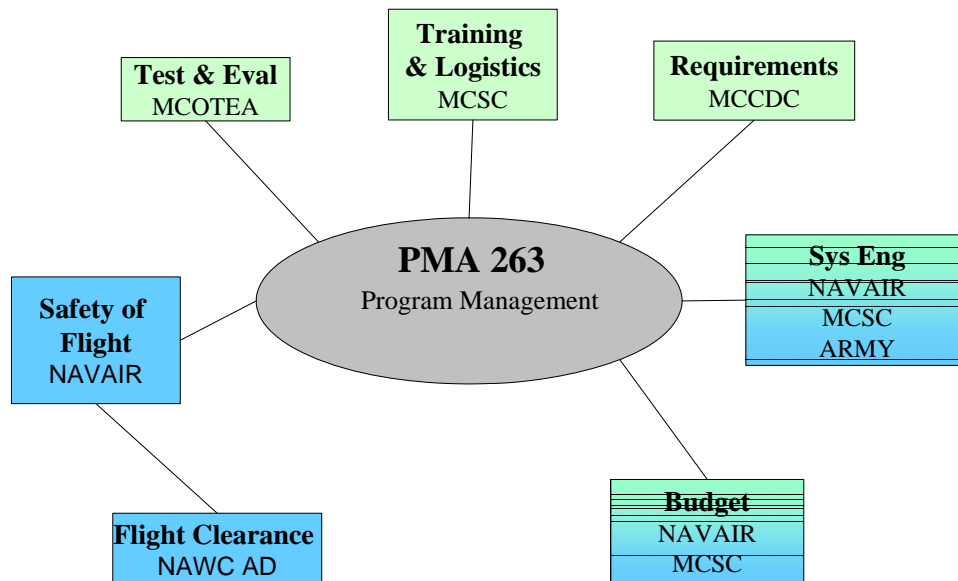 Training
& Logistics
MCSC
Test & Eval
MCOTEA
Requirements
MCCDC
PMA 263
Program Management
Sys Eng
NAVAIR
MCSC
ARMY
Safety of
Flight
NAVAIR
Budget
NAVAIR
MCSC
Flight Clearance
NAWC AD